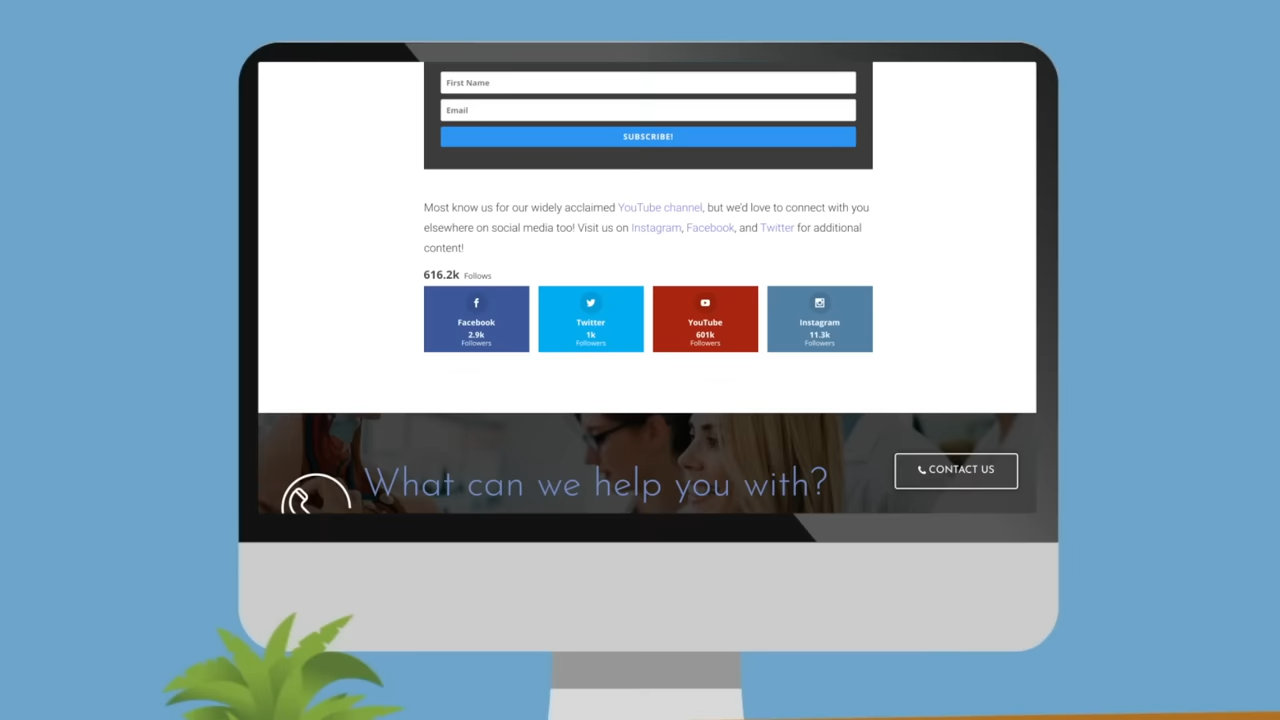 First Name
Email
SUBSCRIBE!
Most know us for our widely acclaimed YouTube channel, but we'd love to connect with you
elsewhere on social media too! Visit us on Instagram, Facebook, and Twitter for additional
content!
616.2k Follows
Facebook
2.9k
Followers
Twitter
1k
Followers
YouTube
601k
Followers
Instagram
11.3k
Followers
What can we help you with?
CONTACT US